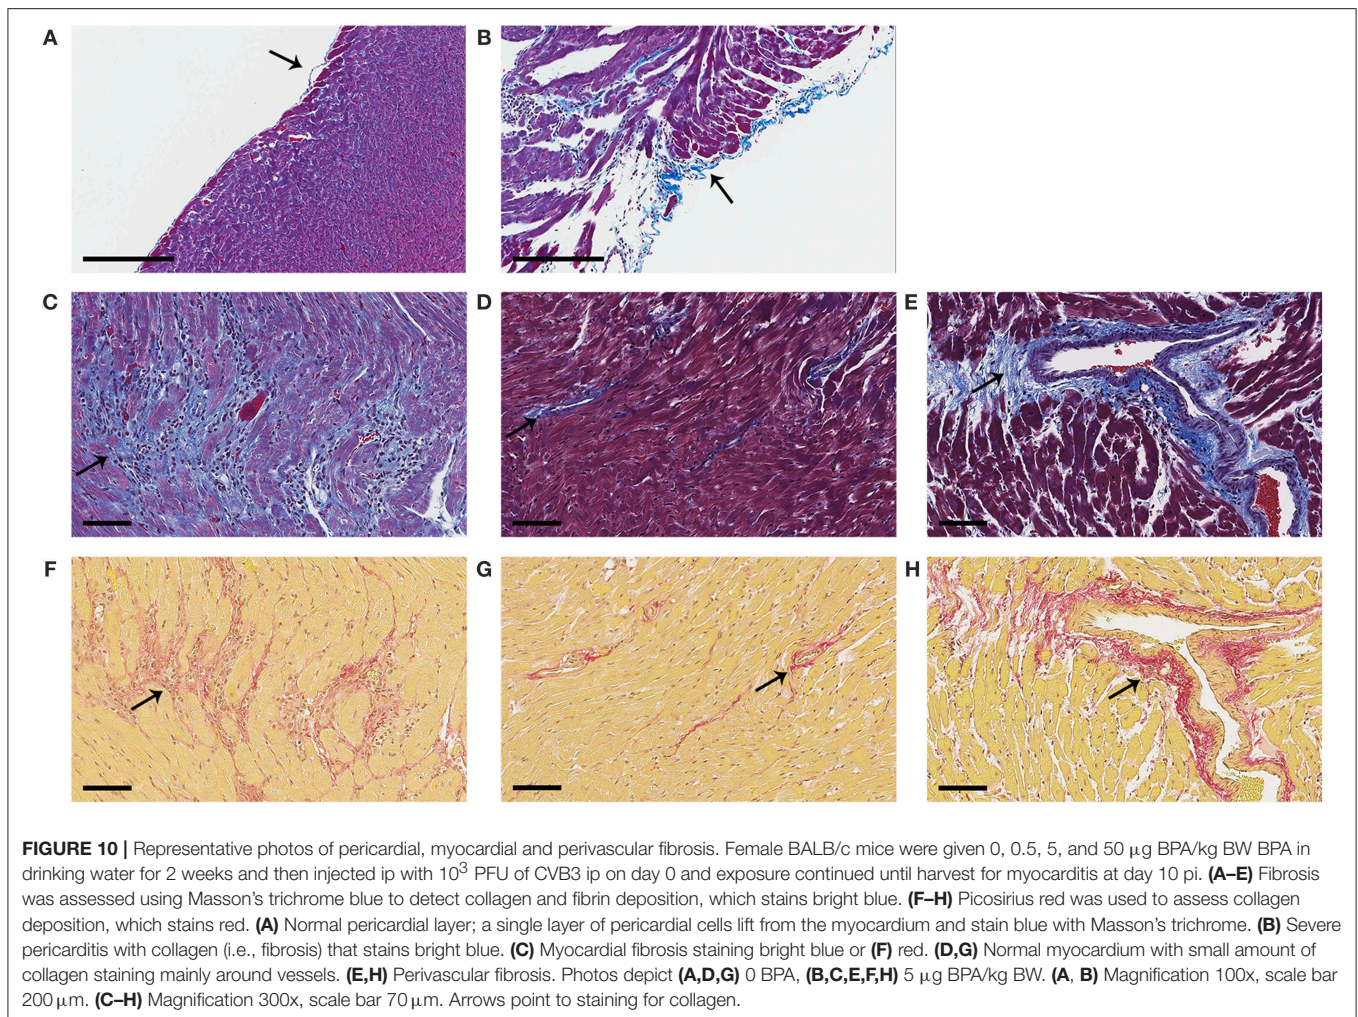 A
B
C
D
E
F
G
H
FIGURE 10 | Representative photos of pericardial, myocardial and perivascular fibrosis. Female BALB/c mice were given 0, 0.5, 5, and 50 μg BPA/kg BW BPA in
drinking water for 2 weeks and then injected ip with 10³ PFU of CVB3 ip on day 0 and exposure continued until harvest for myocarditis at day 10 pi. (A–E) Fibrosis
was assessed using Masson's trichrome blue to detect collagen and fibrin deposition, which stains bright blue. (F–H) Picosirius red was used to assess collagen
deposition, which stains red. (A) Normal pericardial layer; a single layer of pericardial cells lift from the myocardium and stain blue with Masson's trichrome. (B) Severe
pericarditis with collagen (i.e., fibrosis) that stains bright blue. (C) Myocardial fibrosis staining bright blue or (F) red. (D,G) Normal myocardium with small amount of
collagen staining mainly around vessels. (E,H) Perivascular fibrosis. Photos depict (A,D,G) 0 BPA, (B,C,E,F,H) 5 μg BPA/kg BW. (A, B) Magnification 100x, scale bar
200 μm. (C–H) Magnification 300x, scale bar 70 μm. Arrows point to staining for collagen.